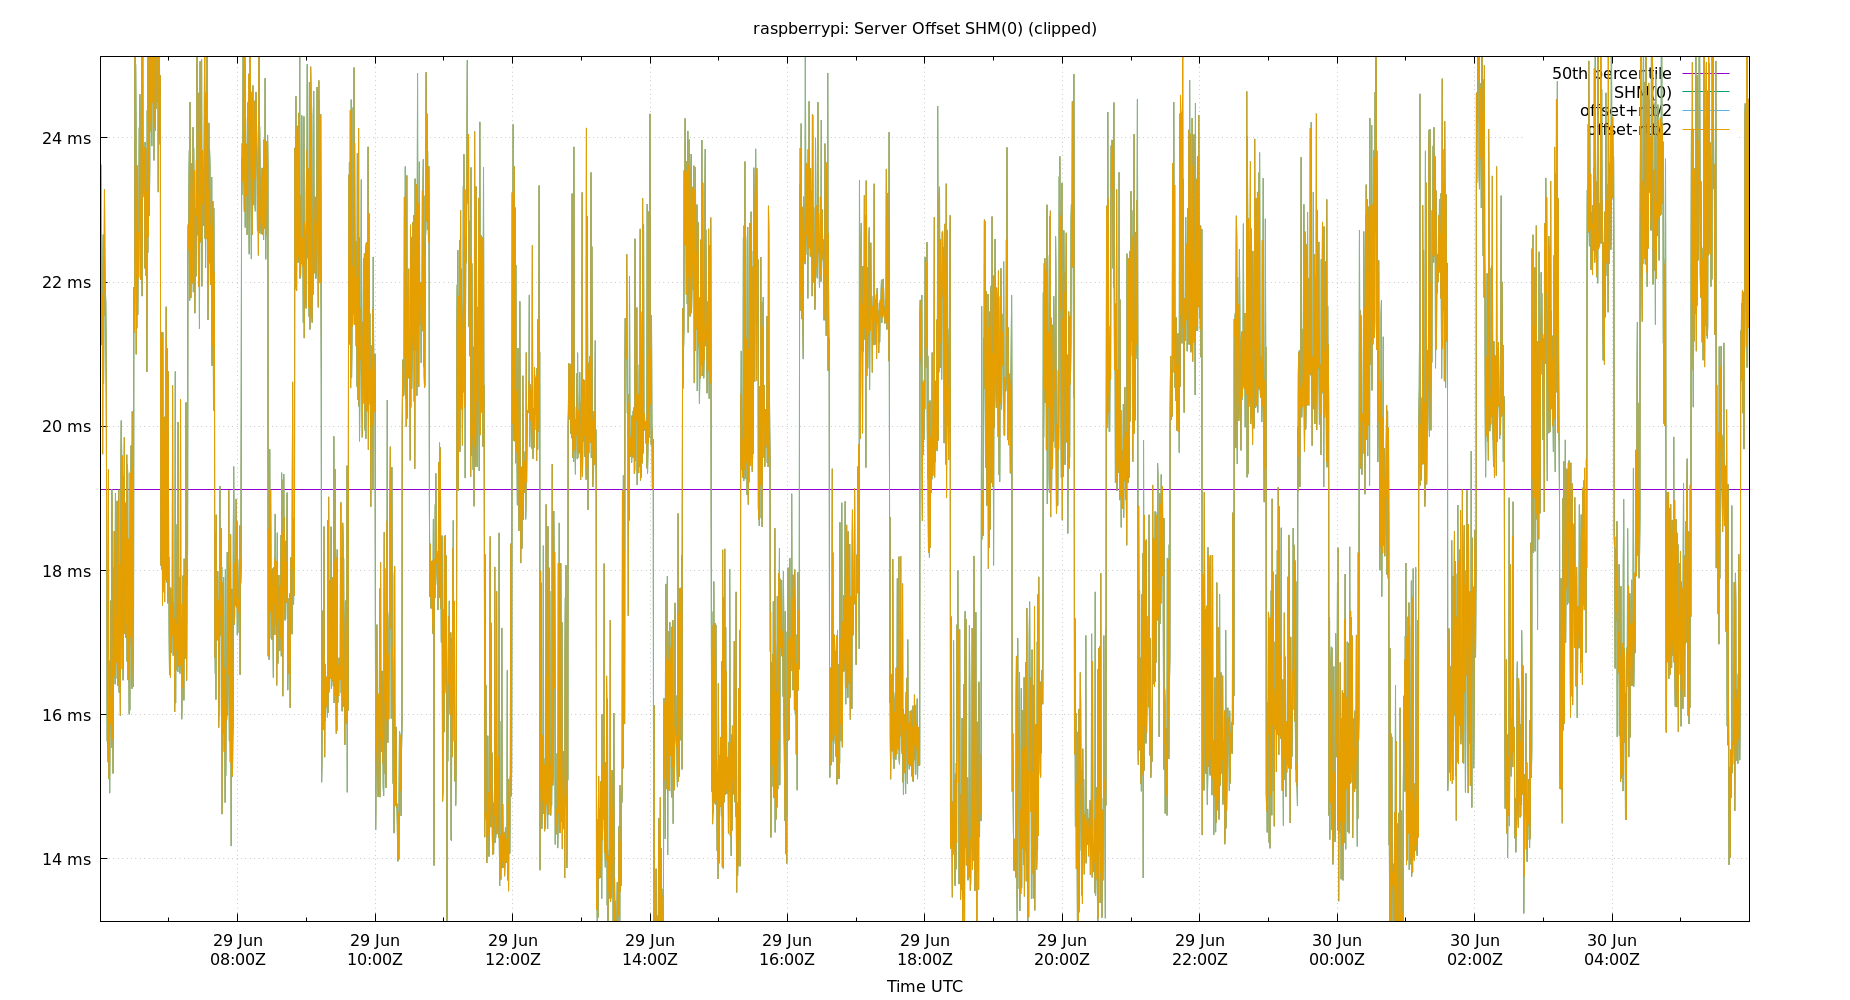 raspberrypi: Server Offset SHM(0) (clipped)
50th percentile
SHM(0)
offset+rtt/2
offset-rtt/2
24 ms
22 ms
20 ms
18 ms
16 ms
14 ms
29 Jun 29 Jun 29 Jun 29 Jun 29 Jun 29 Jun 29 Jun 29 Jun 30 Jun 30 Jun 30 Jun
08:00Z 10:00Z 12:00Z 14:00Z 16:00Z 18:00Z 20:00Z 22:00Z 00:00Z 02:00Z 04:00Z
Time UTC